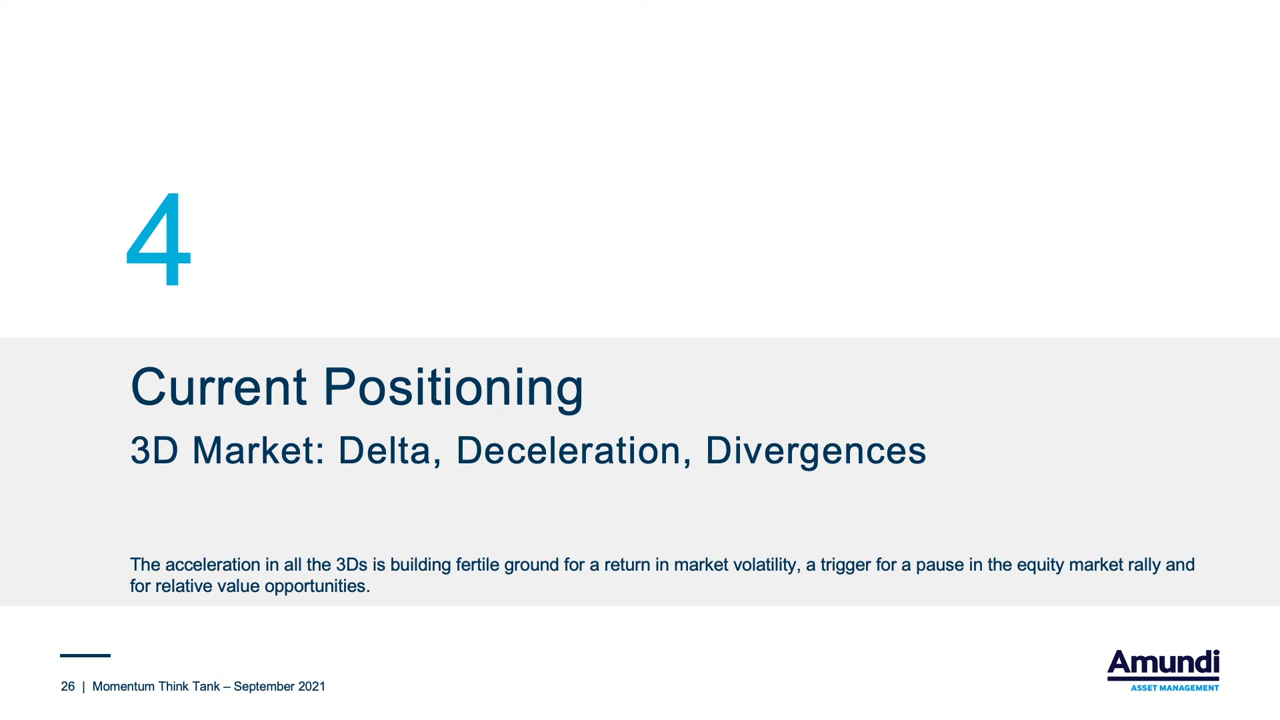 4
Current Positioning
3D Market: Delta, Deceleration, Divergences
The acceleration in all the 3Ds is building fertile ground for a return in market volatility, a trigger for a pause in the equity market rally and
for relative value opportunities.
26 | Momentum Think Tank – September 2021
Amundi
ASSET MANAGEMENT